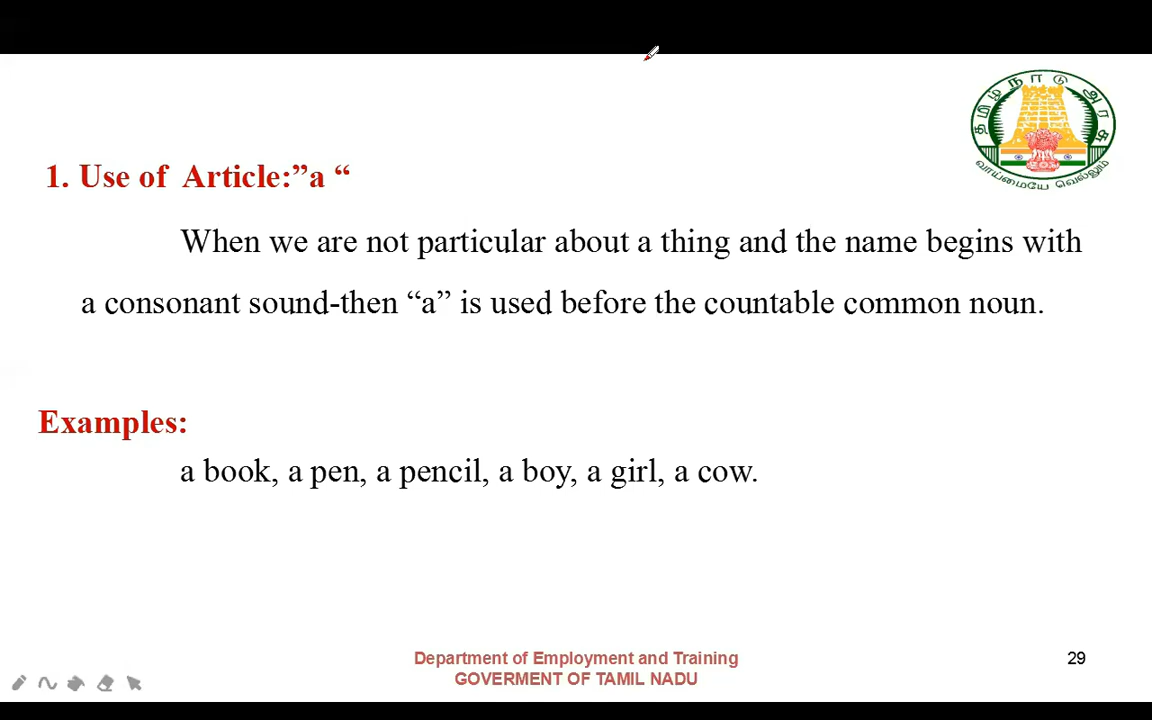 தமிழ்நாடு அரசு
வாய்மையே வெல்லும்
1. Use of Article:”a “
When we are not particular about a thing and the name begins with
a consonant sound-then “a” is used before the countable common noun.
Examples:
a book, a pen, a pencil, a boy, a girl, a cow.
Department of Employment and Training
GOVERMENT OF TAMIL NADU
29